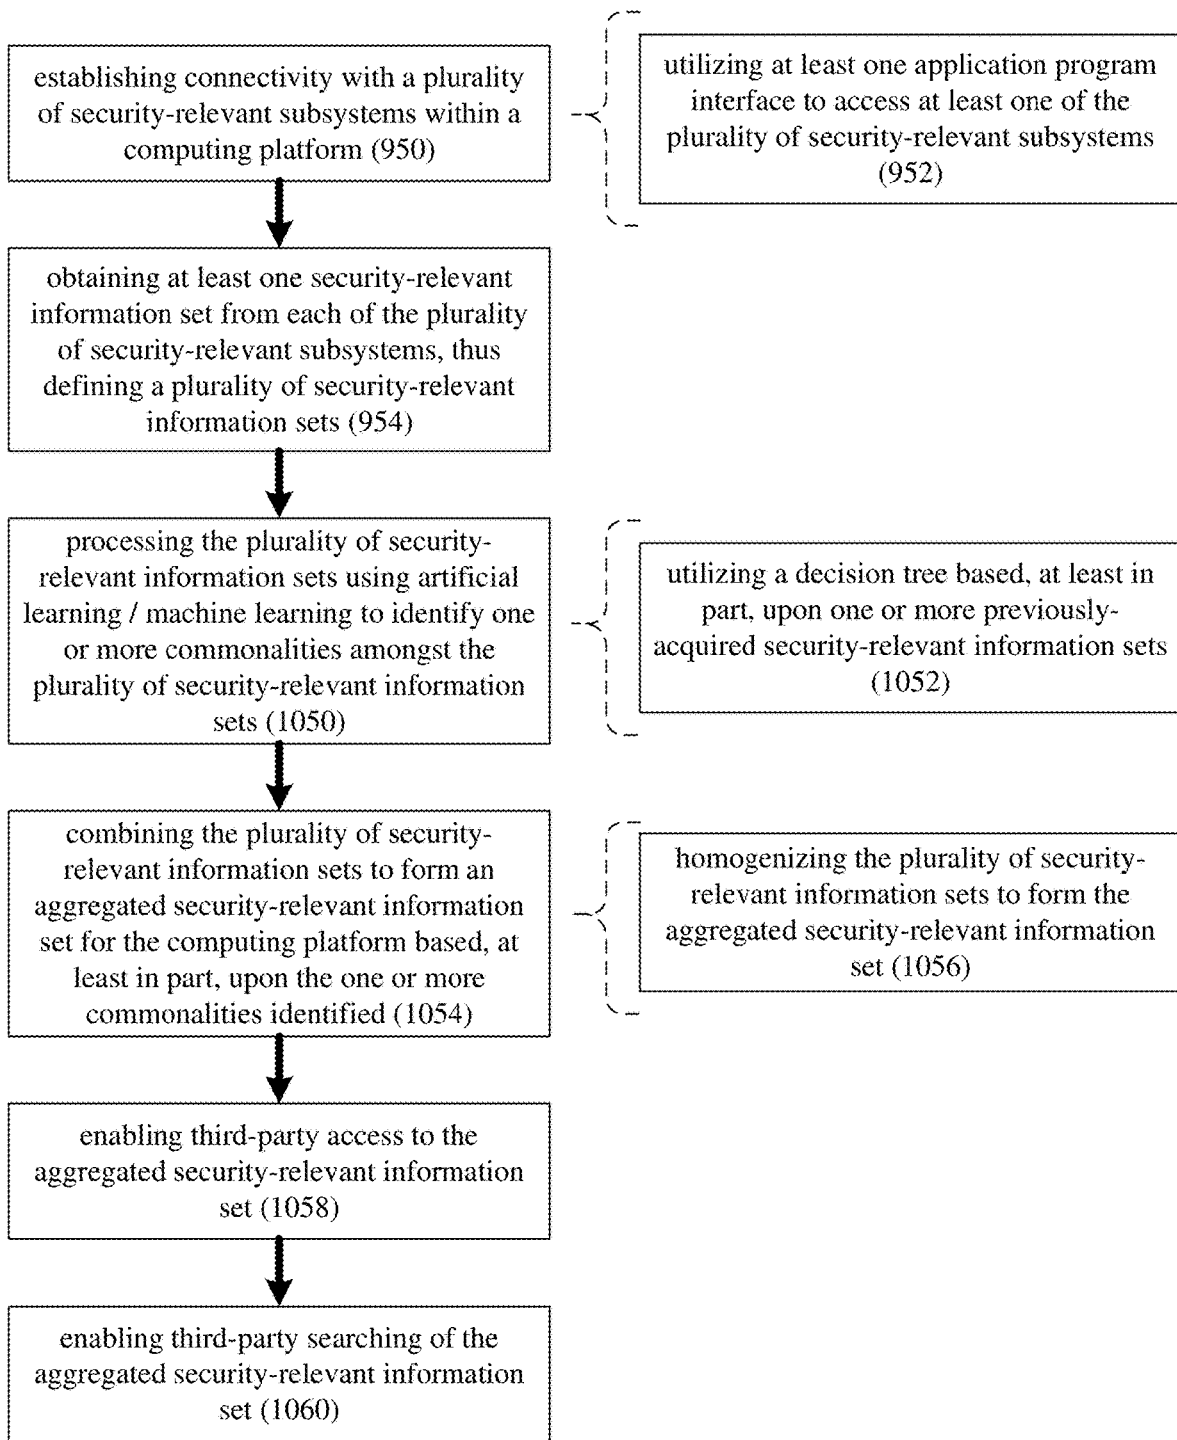 establishing connectivity with a plurality
of security-relevant subsystems within a
computing platform (950)
utilizing at least one application program
interface to access at least one of the
plurality of security-relevant subsystems
(952)
obtaining at least one security-relevant
information set from each of the plurality
of security-relevant subsystems, thus
defining a plurality of security-relevant
information sets (954)
processing the plurality of security-
relevant information sets using artificial
learning / machine learning to identify one
or more commonalities amongst the
plurality of security-relevant information
sets (1050)
utilizing a decision tree based, at least in
part, upon one or more previously-
acquired security-relevant information sets
(1052)
combining the plurality of security-
relevant information sets to form an
aggregated security-relevant information
set for the computing platform based, at
least in part, upon the one or more
commonalities identified (1054)
homogenizing the plurality of security-
relevant information sets to form the
aggregated security-relevant information
set (1056)
enabling third-party access to the
aggregated security-relevant information
set (1058)
enabling third-party searching of the
aggregated security-relevant information
set (1060)